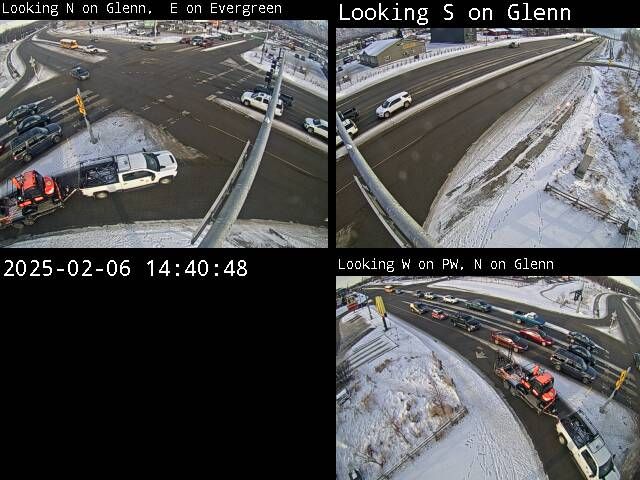 Looking N on Glenn,  E on Evergreen
Looking S on Glenn
2025-02-06 14:40:48
Looking W on PW, N on Glenn